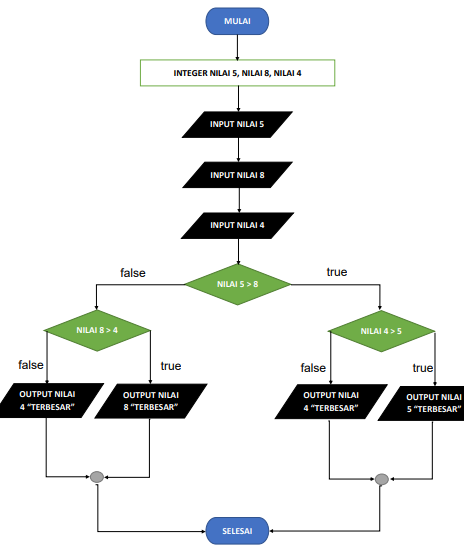 MULAI
INTEGER NILAI 5, NILAI 8, NILAI 4
INPUT NILAI 5
INPUT NILAI 8
INPUT NILAI 4
false
true
NILAI 5 > 8
NILAI 8 > 4
NILAI 4 > 5
false
true
false
true
OUTPUT NILAI
4 “TERBESAR”
OUTPUT NILAI
8 “TERBESAR”
OUTPUT NILAI
4 “TERBESAR”
OUTPUT NILAI
5 “TERBESAR”
SELESAI